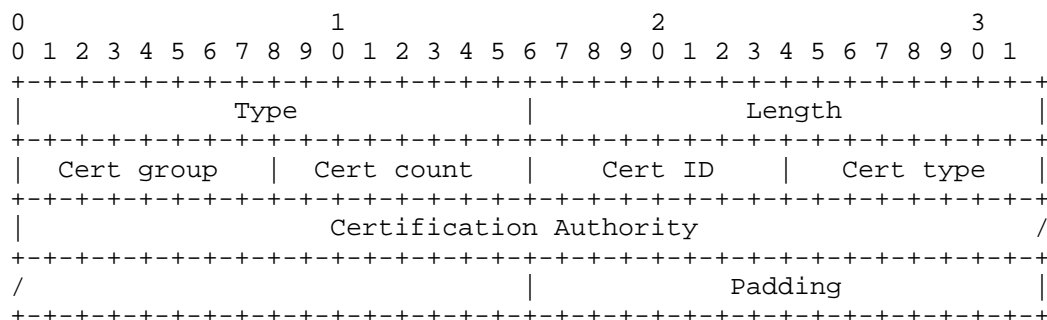 0                   1                   2                   3
0 1 2 3 4 5 6 7 8 9 0 1 2 3 4 5 6 7 8 9 0 1 2 3 4 5 6 7 8 9 0 1
+-+-+-+-+-+-+-+-+-+-+-+-+-+-+-+-+-+-+-+-+-+-+-+-+-+-+-+-+-+-+-+-+
|             Type              |             Length            |
+-+-+-+-+-+-+-+-+-+-+-+-+-+-+-+-+-+-+-+-+-+-+-+-+-+-+-+-+-+-+-+-+
|  Cert group   |  Cert count   |    Cert ID    |   Cert type   |
+-+-+-+-+-+-+-+-+-+-+-+-+-+-+-+-+-+-+-+-+-+-+-+-+-+-+-+-+-+-+-+-+
|                   Certification Authority                     /
+-+-+-+-+-+-+-+-+-+-+-+-+-+-+-+-+-+-+-+-+-+-+-+-+-+-+-+-+-+-+-+-+
/                               |            Padding            |
+-+-+-+-+-+-+-+-+-+-+-+-+-+-+-+-+-+-+-+-+-+-+-+-+-+-+-+-+-+-+-+-+